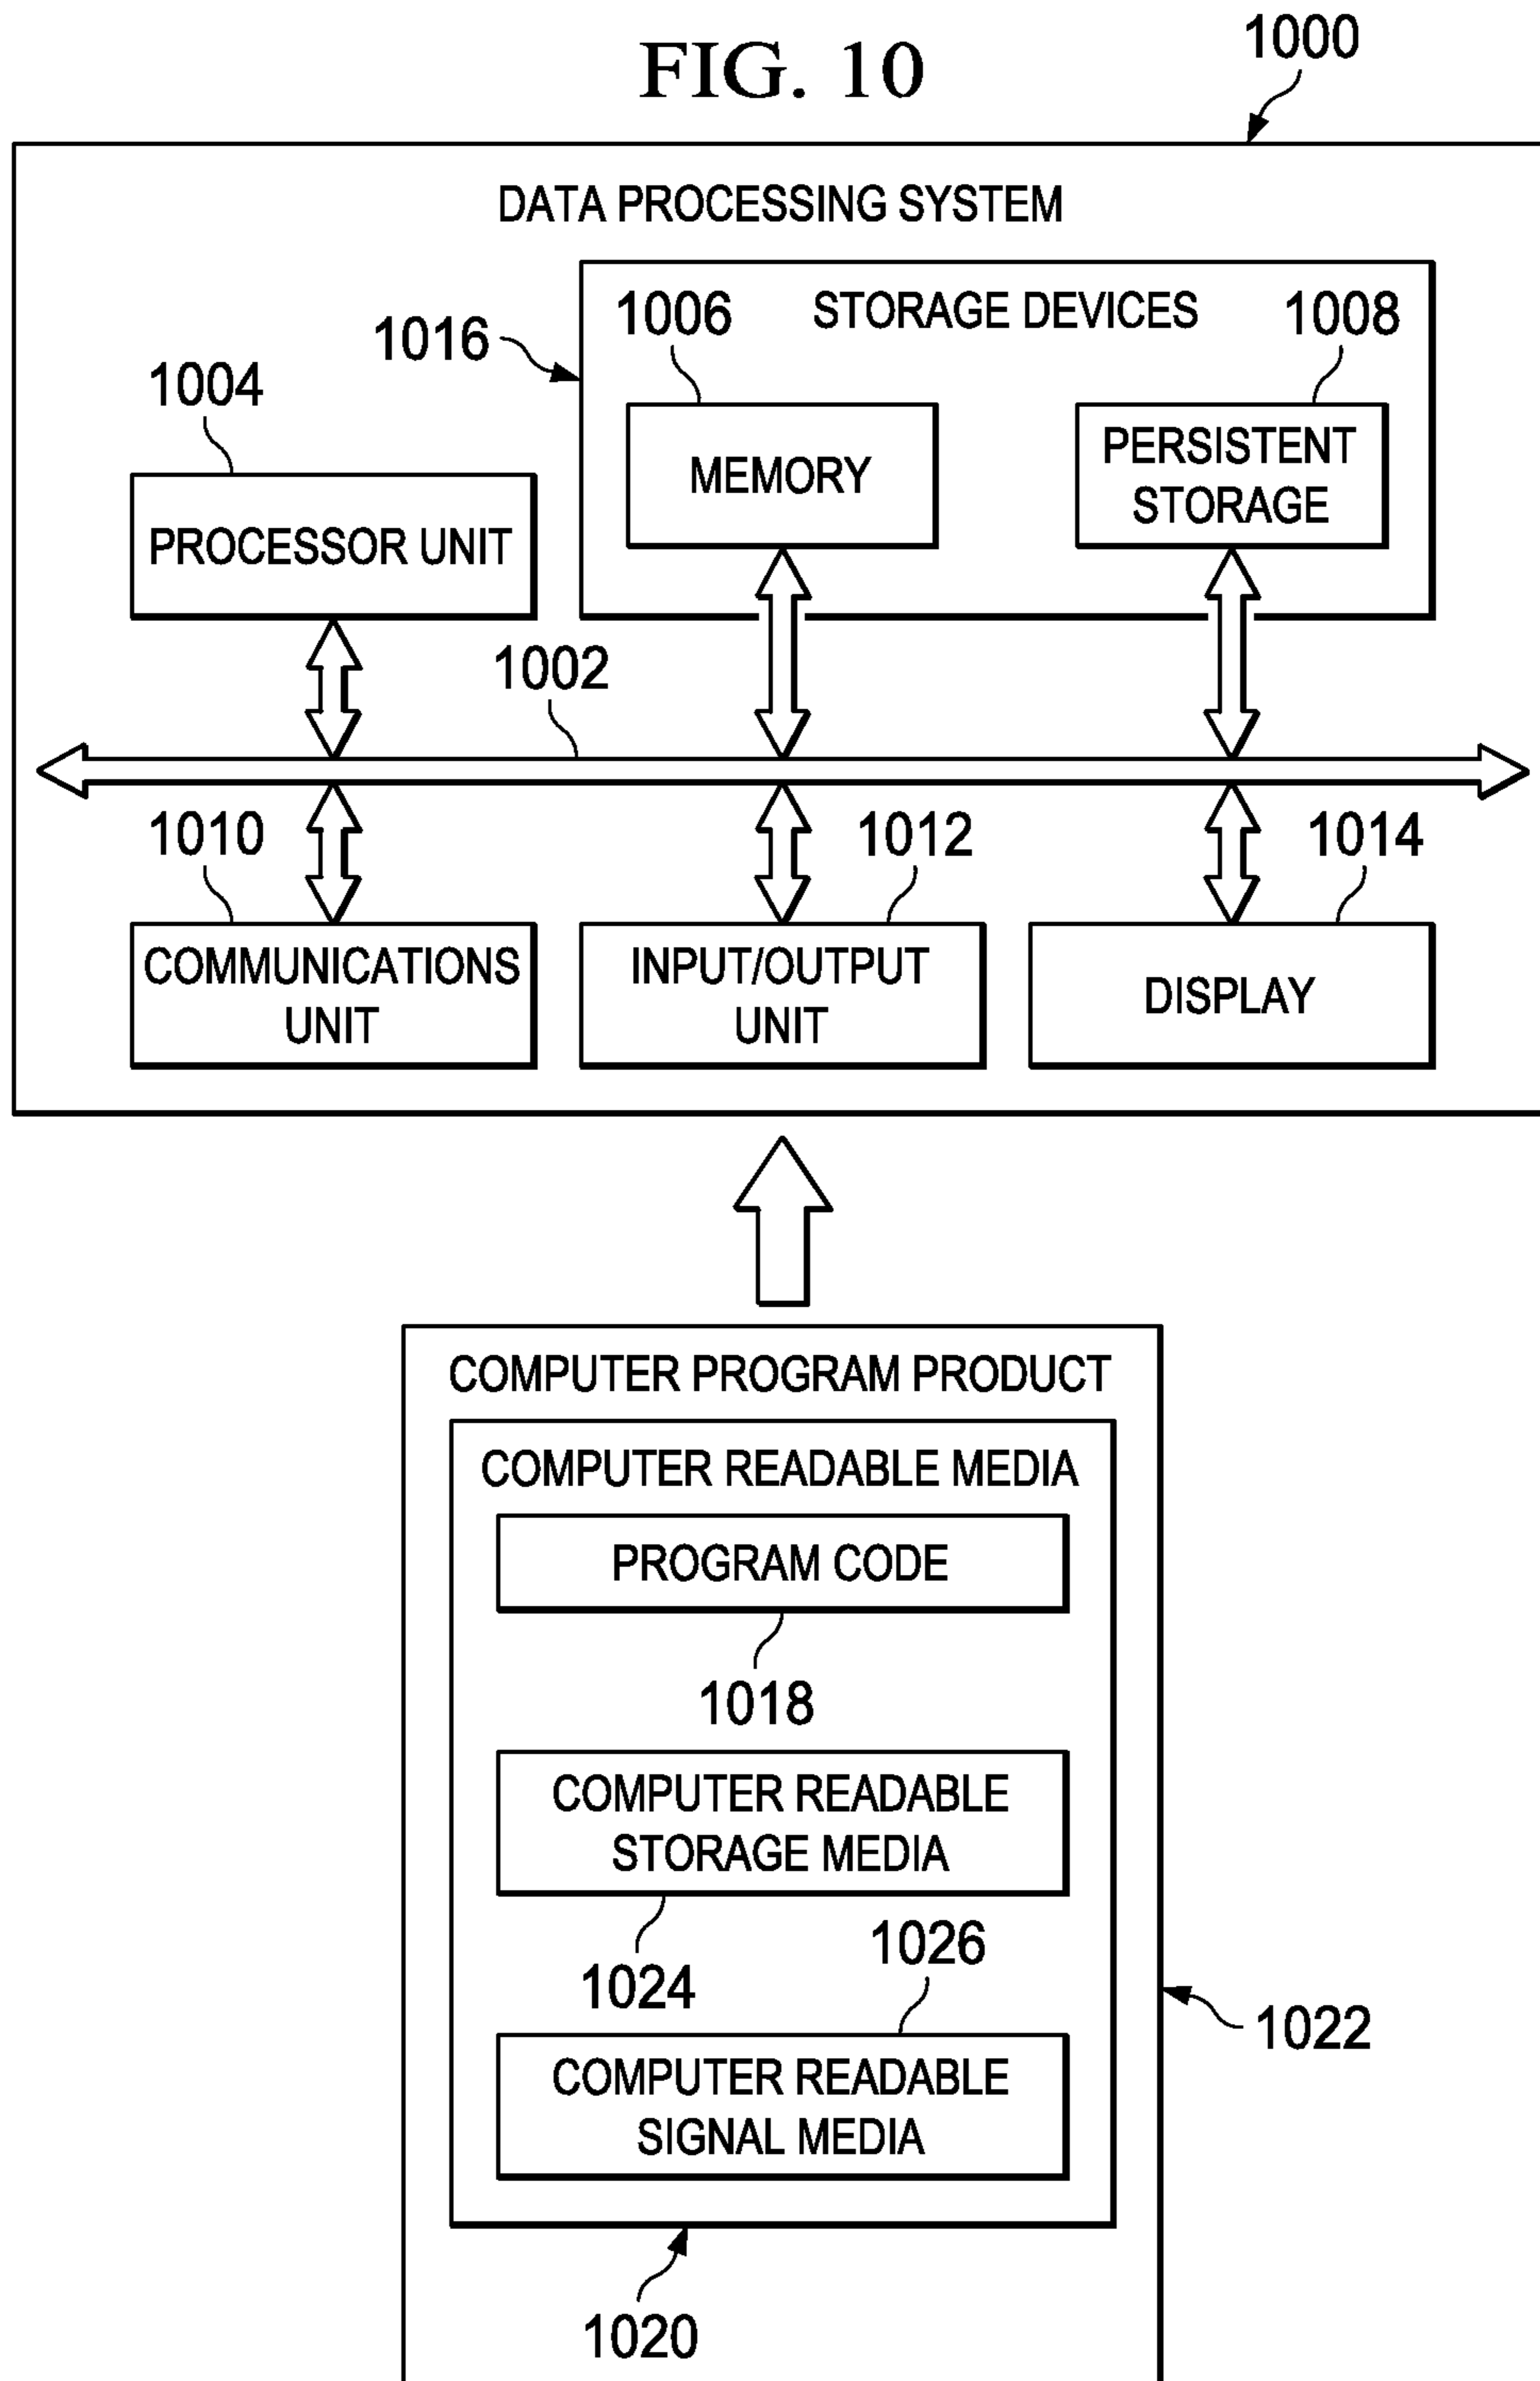 FIG. 10
1000
DATA PROCESSING SYSTEM
1016
1006
STORAGE DEVICES
1008
1004
MEMORY
PERSISTENT
STORAGE
PROCESSOR UNIT
1002
1010
1012
1014
COMMUNICATIONS
UNIT
INPUT/OUTPUT
UNIT
DISPLAY
COMPUTER PROGRAM PRODUCT
COMPUTER READABLE MEDIA
PROGRAM CODE
1018
COMPUTER READABLE
STORAGE MEDIA
1024
1026
COMPUTER READABLE
SIGNAL MEDIA
1022
1020